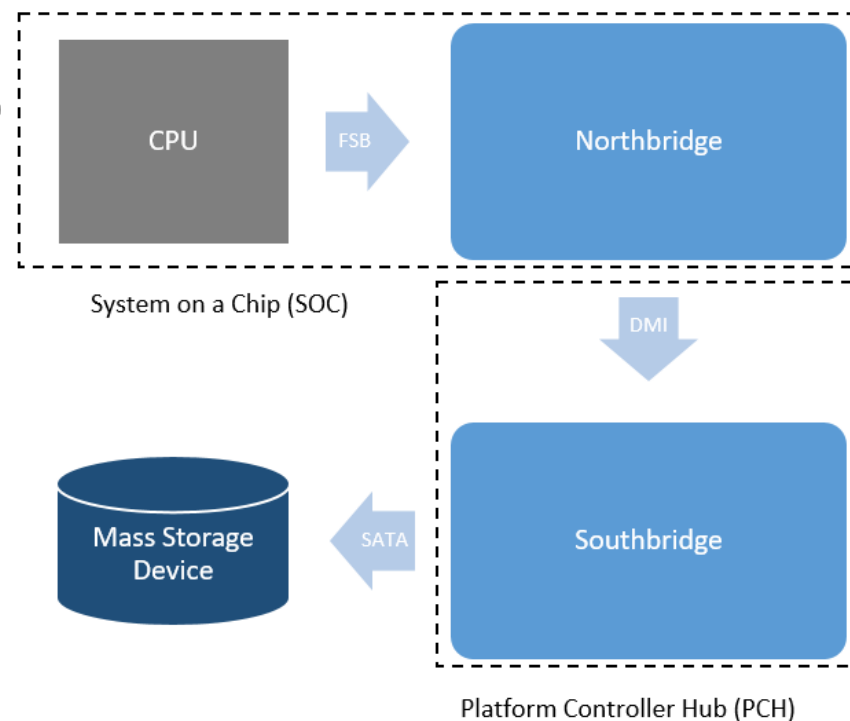 CPU
FSB
Northbridge
System on a Chip (SOC)
DMI
Mass Storage
Device
SATA
Southbridge
Platform Controller Hub (PCH)